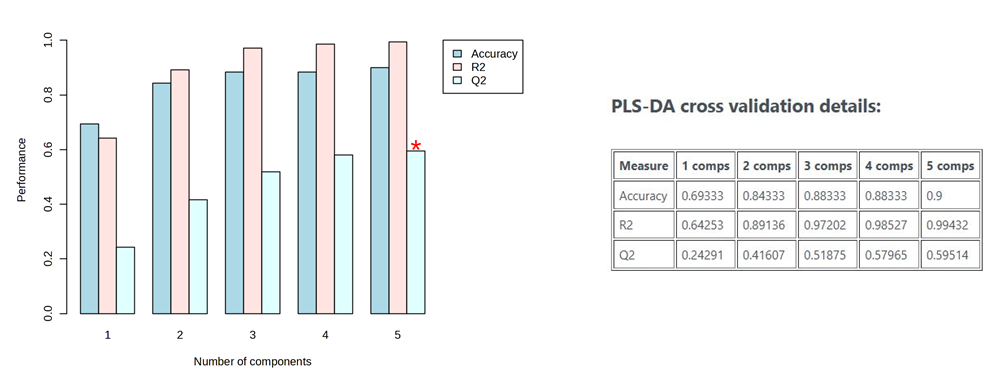 1.0
0.8
0.6
0.4
0.2
0.0
Performance
Accuracy
R2
Q2
*
1 2 3 4 5
Number of components
PLS-DA cross validation details:
Measure 1 comps 2 comps 3 comps 4 comps 5 comps
Accuracy 0.69333 0.84333 0.88333 0.88333 0.9
R2 0.64253 0.89136 0.97202 0.98527 0.99432
Q2 0.24291 0.41607 0.51875 0.57965 0.59514